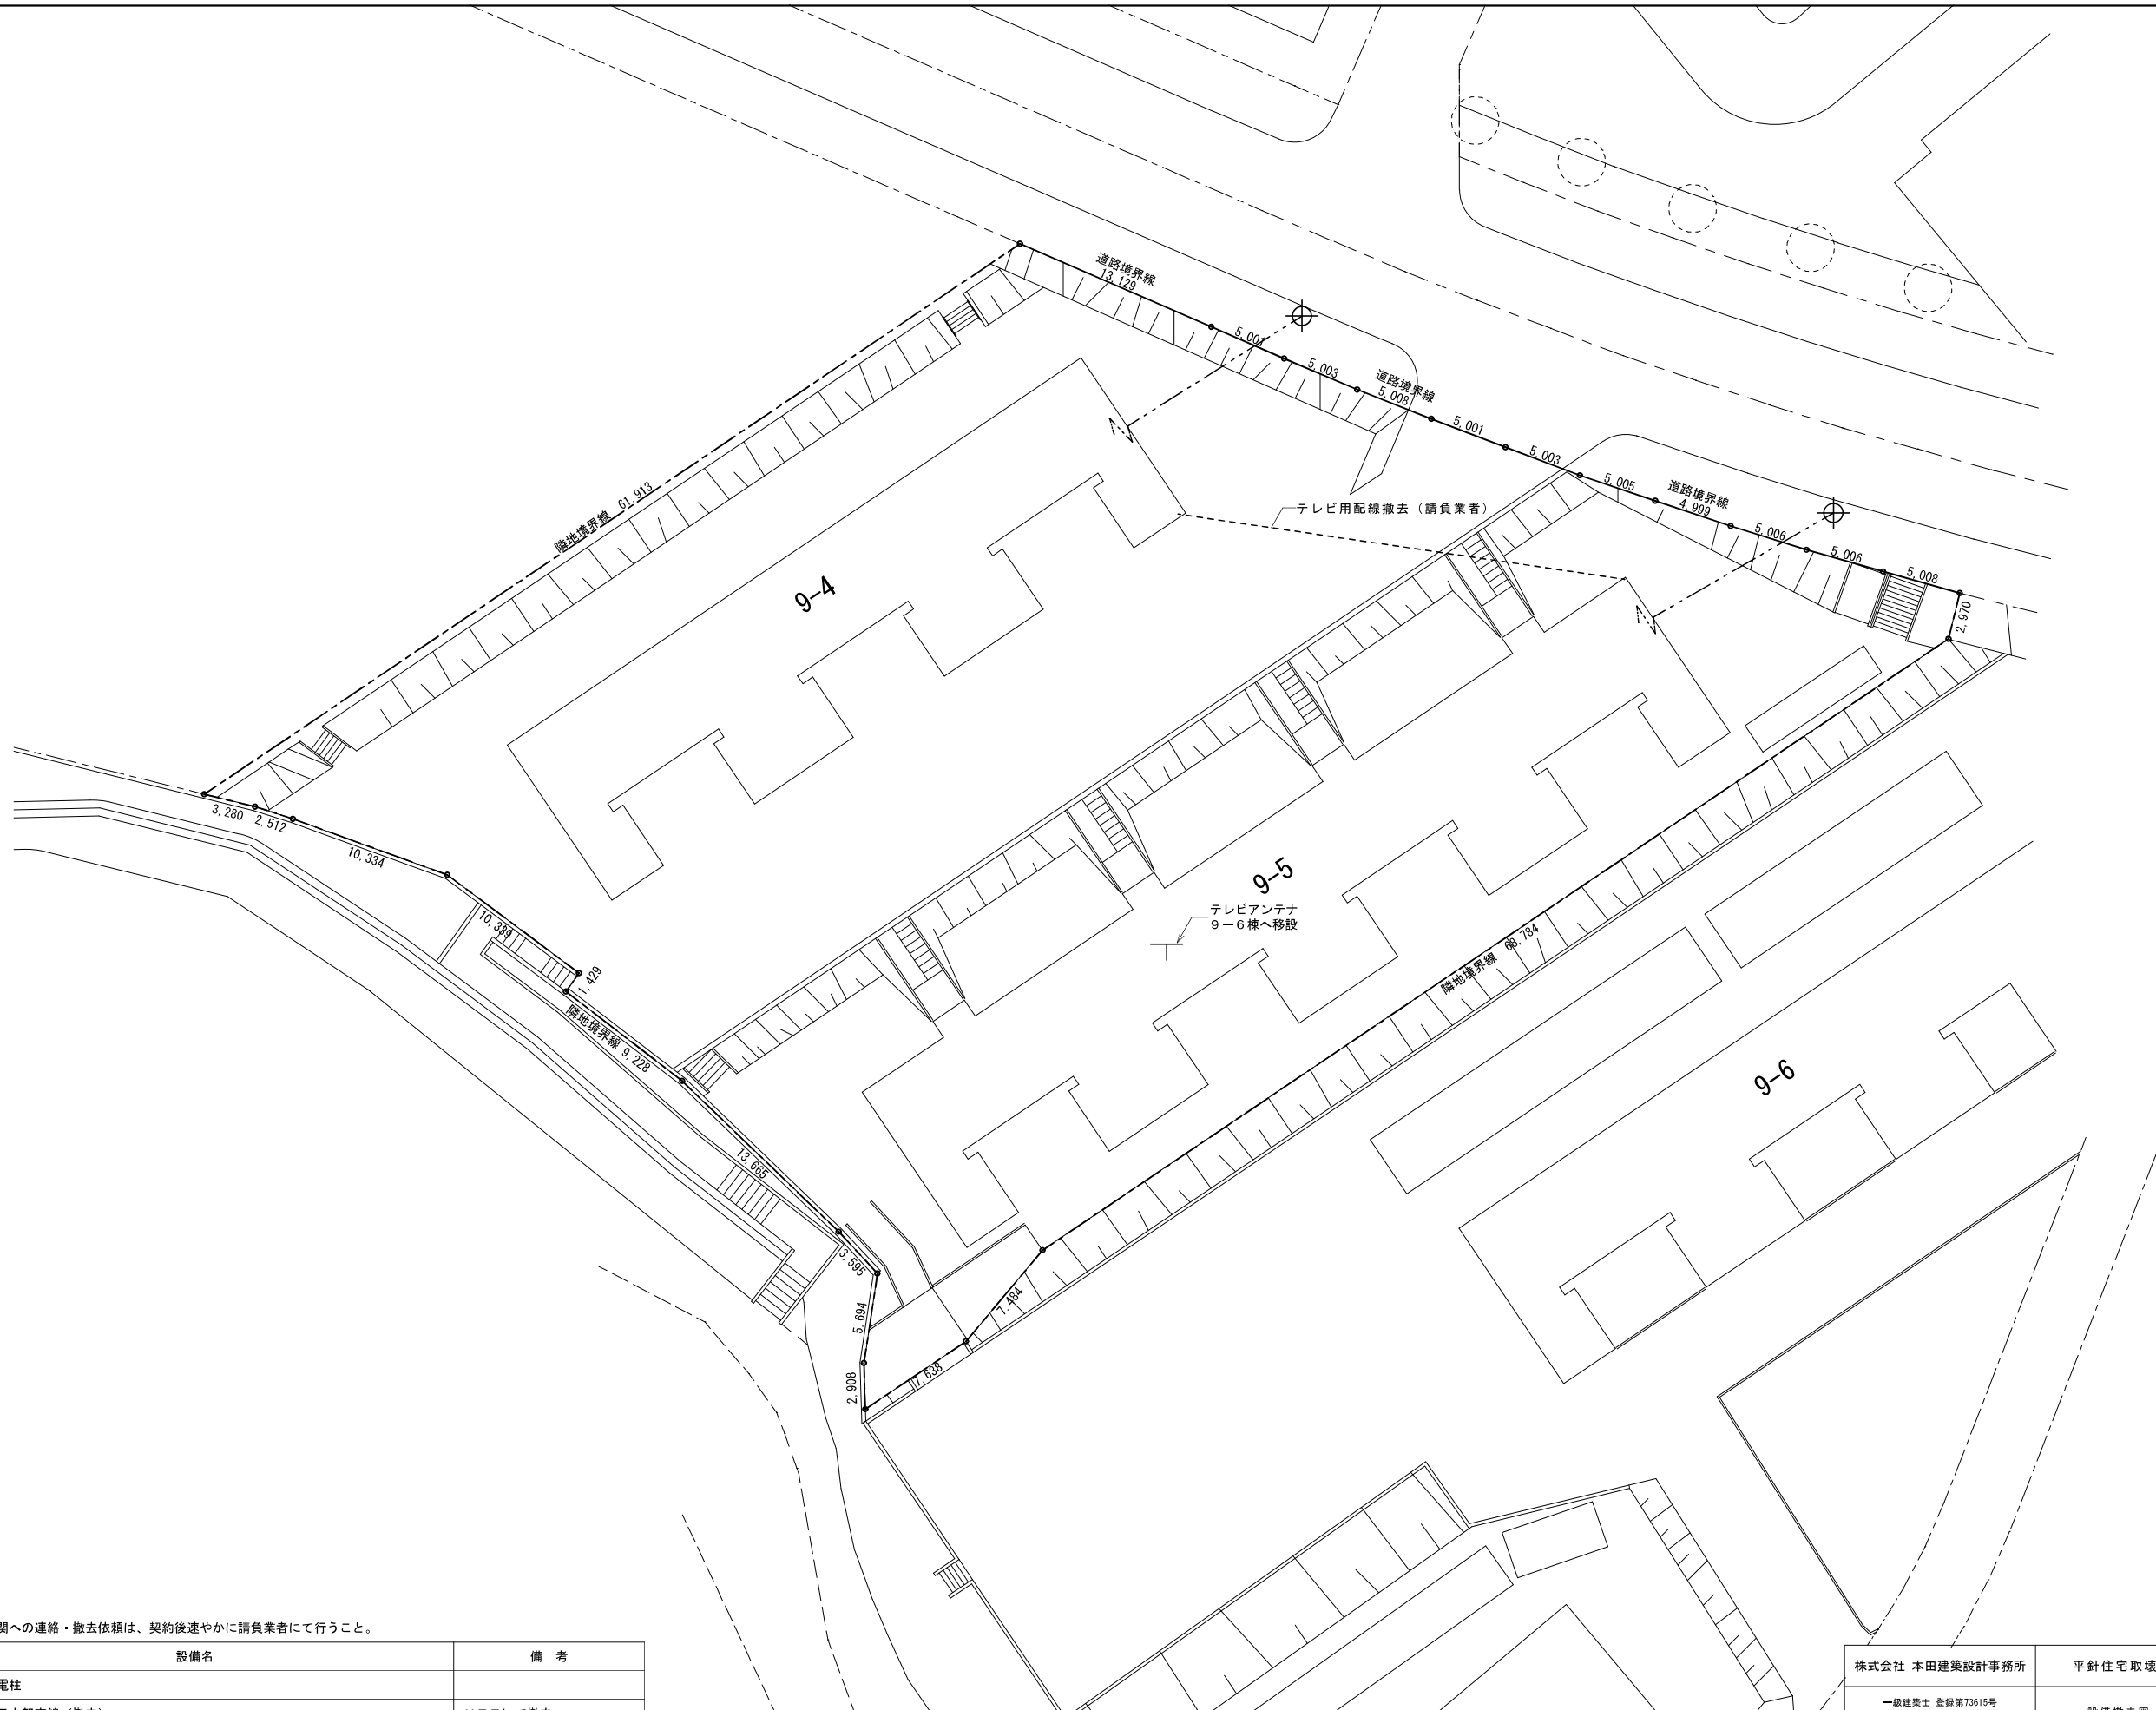 道路境界線
13,129
5,001
5,003
道路境界線
5,008
5,001
5,003
5,005
道路境界線
4,999
5,006
5,006
5,008
2,970
隣地境界線 61,913
テレビ用配線撤去（請負業者）
9-4
3,280
2,512
10,334
10,389
1,429
隣地境界線 9,228
9-5
テレビアンテナ
９ー６棟へ移設
隣地境界線 68,784
9-6
13,665
3,595
5,694
2,908
7,638
7,484
関への連絡・撤去依頼は、契約後速やかに請負業者にて行うこと。
設備名
備 考
電柱
株式会社 本田建築設計事務所
平針住宅取壊
一級建築士 登録第73615号